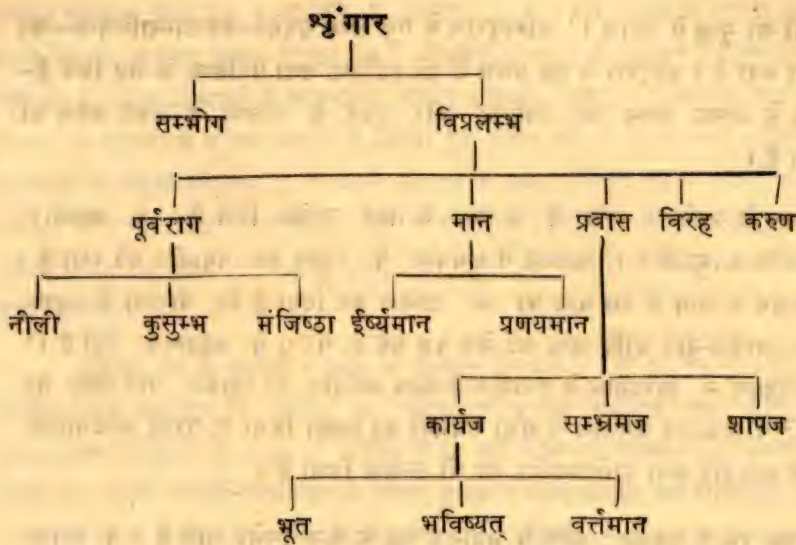 श्रृंगार
सम्भोग विप्रलम्भ
पूर्वराग मान प्रवास विरह करुण
नीली कुसुम्भ मंजिष्ठा ईर्ष्यमान प्रणयमान
कार्यज सम्भ्रमज शापज
भूत भविष्यत् वर्त्तमान